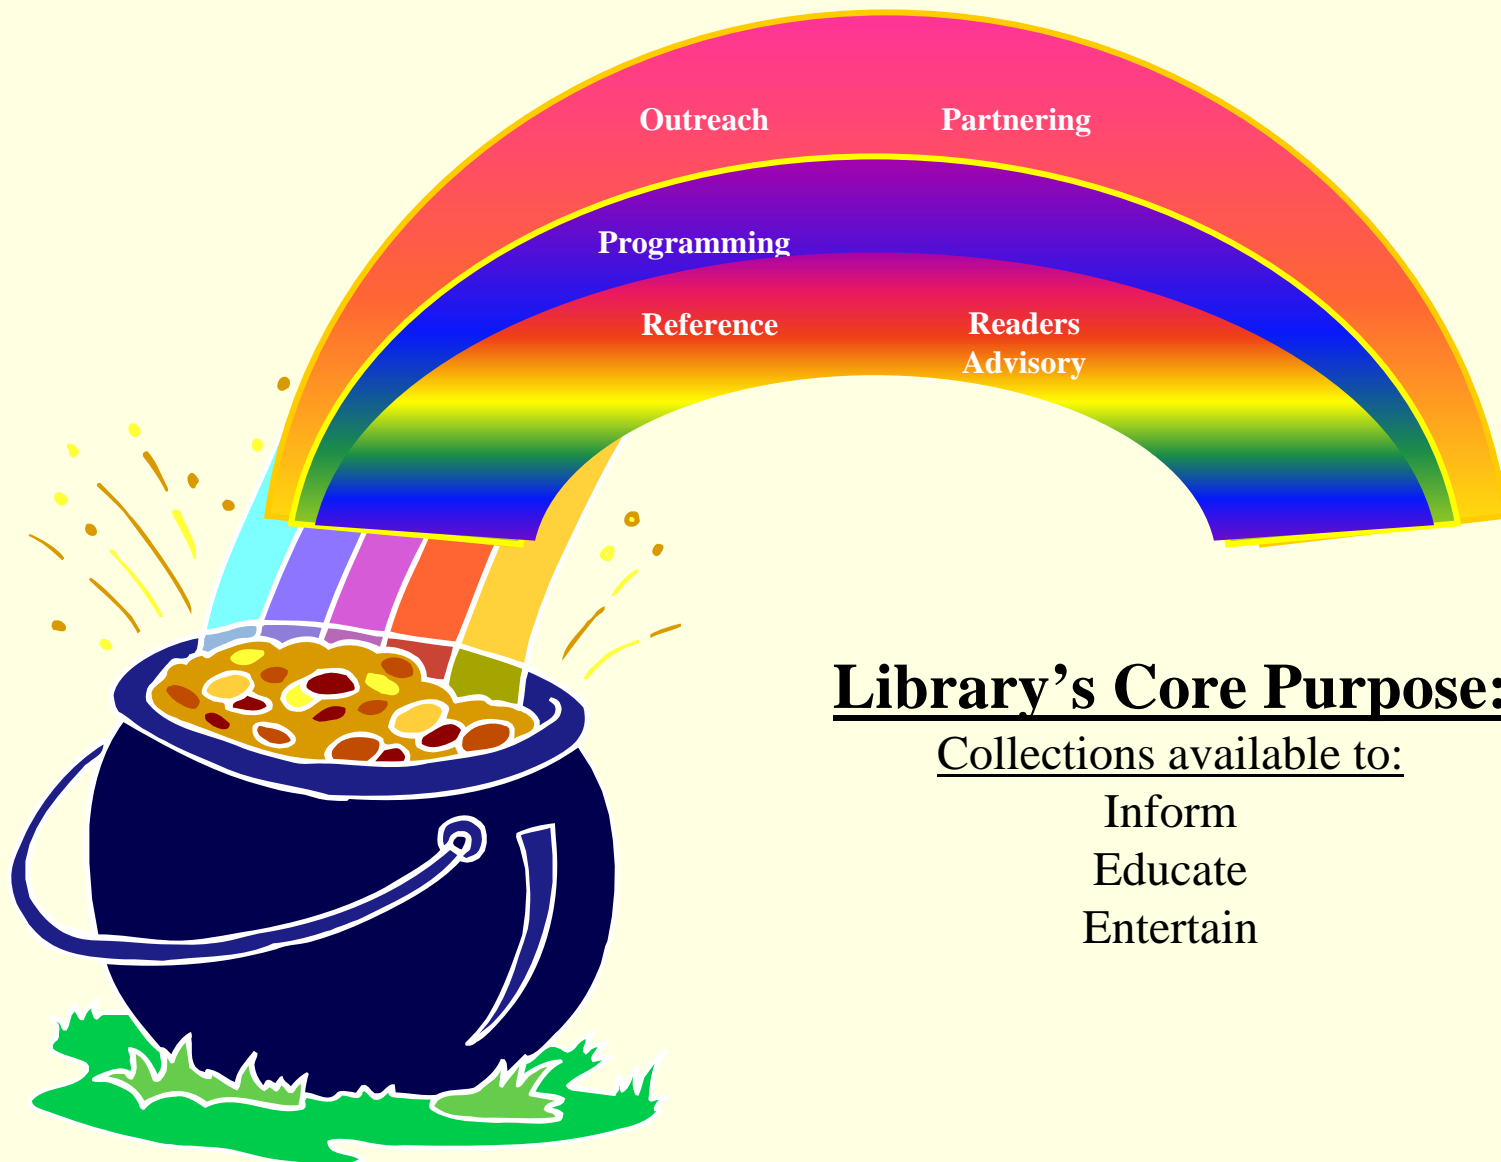 Outreach Partnering
Programming
Reference Readers
Advisory
Library’s Core Purpose:
Collections available to:
Inform
Educate
Entertain